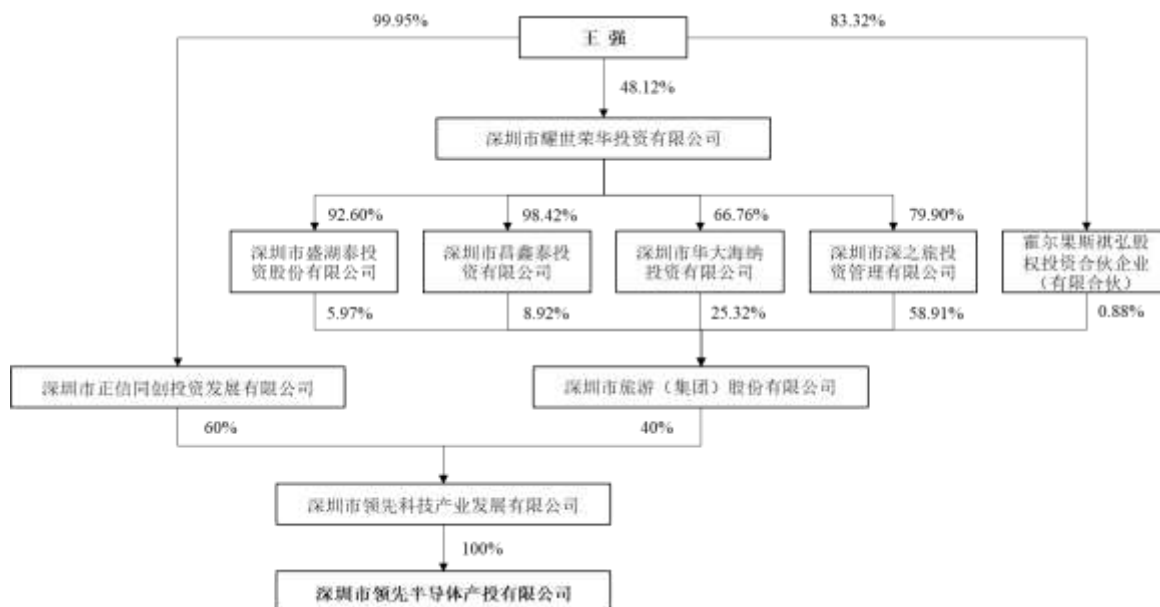 99.95%
83.32%
王 强
48.12%
深圳市耀世荣华投资有限公司
92.60%
98.42%
66.76%
79.90%
深圳市盛湖泰投
资股份有限公司
深圳市昌鑫泰投
资有限公司
深圳市华大海纳
投资有限公司
深圳市深之旅投
资管理有限公司
霍尔果斯祺弘股
权投资合伙企业
（有限合伙）
5.97%
8.92%
25.32%
58.91%
0.88%
深圳市正信同创投资发展有限公司
深圳市旅游（集团）股份有限公司
60%
40%
深圳市领先科技产业发展有限公司
100%
深圳市领先半导体产投有限公司